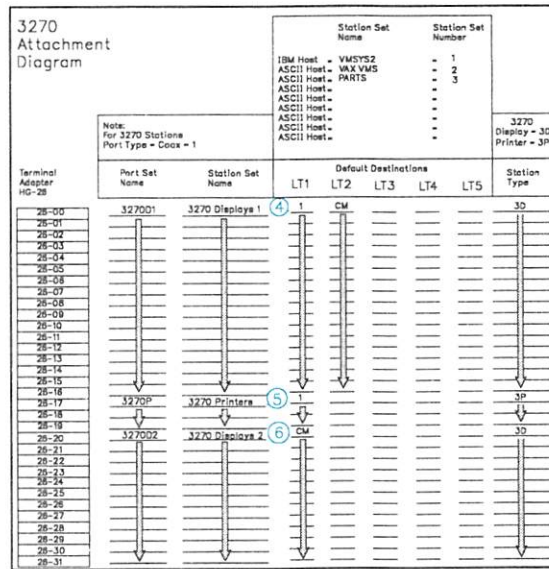 3270
Attachment
Diagram
Station Set Name Station Set Number
IBM Host - VMSYS2 - 1
ASCII Host - VAX VMS - 2
ASCII Host - PARTS - 3
ASCII Host - -
ASCII Host - -
ASCII Host - -
ASCII Host - -
ASCII Host - -
ASCII Host - -
Note:
For 3270 Stations
Port Type - Coax - 1
3270
Display - 3D
Printer - 3P
Terminal Adapter HG-28 Port Set Name Station Set Name Default Destinations Station Type
LT1 LT2 LT3 LT4 LT5
28-00 3270D1 3270 Displays 1 4 1 CM 3D
28-01
28-02
28-03
28-04
28-05
28-06
28-07
28-08
28-09
28-10
28-11
28-12
28-13
28-14
28-15
28-16
28-17 3270P 3270 Printers 5 1 3P
28-18
28-19
28-20 3270D2 3270 Displays 2 6 CM 3D
28-21
28-22
28-23
28-24
28-25
28-26
28-27
28-28
28-29
28-30
28-31